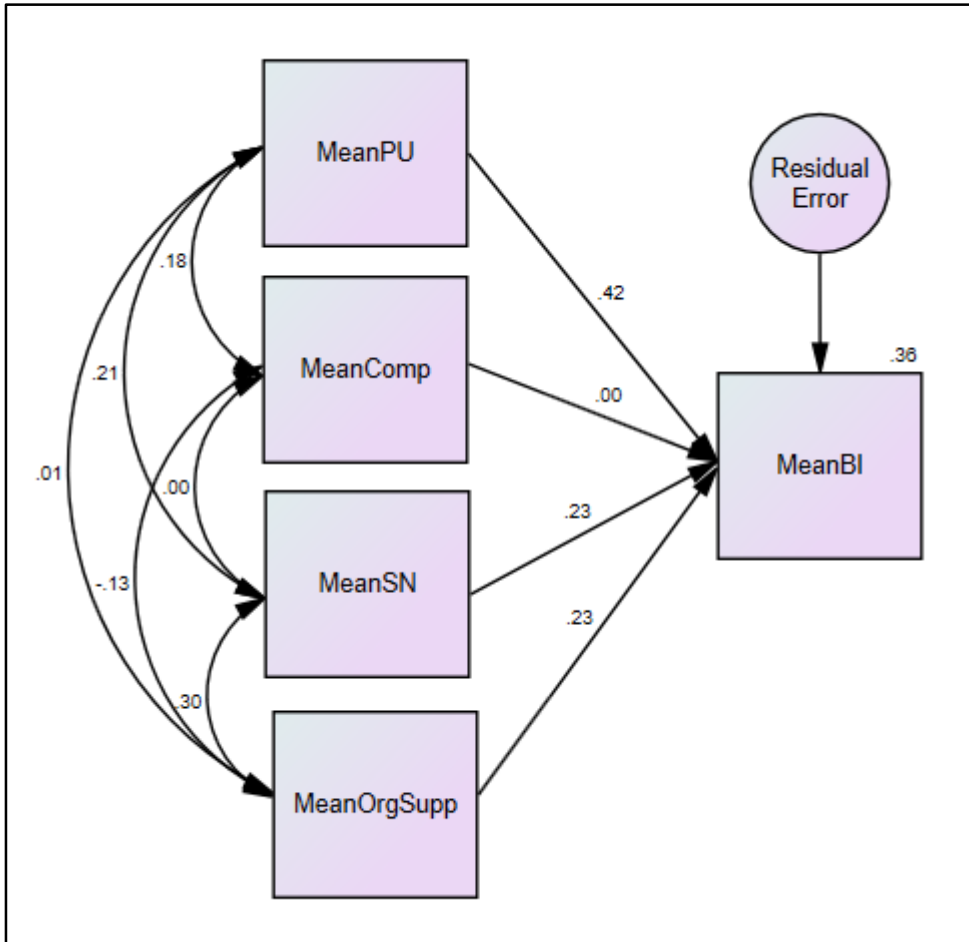 MeanPU
Residual
Error
.18
.42
.36
MeanComp
.21
.00
MeanBI
.01
.00
.23
-.13
MeanSN
.23
.30
MeanOrgSupp